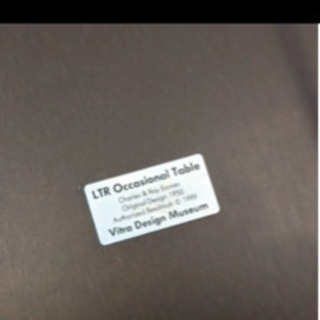 LTR Occasional Table
Charles & Ray Eames
Original Design 1950
Authorized Reedition © 1999
Vitra Design Museum